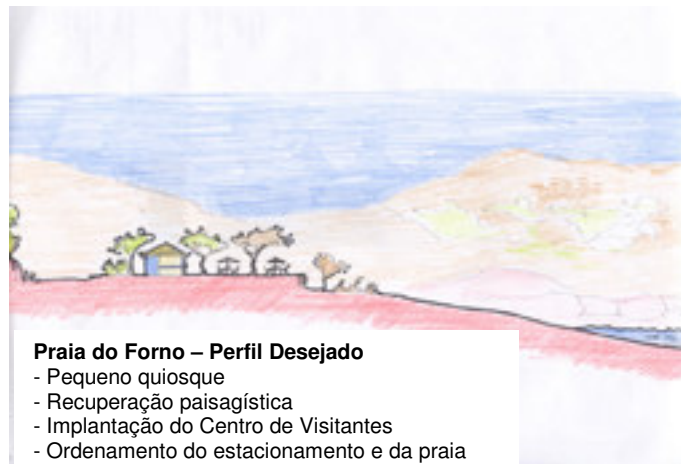 Praia do Forno – Perfil Desejado
- Pequeno quiosque
- Recuperação paisagística
- Implantação do Centro de Visitantes
- Ordenamento do estacionamento e da praia